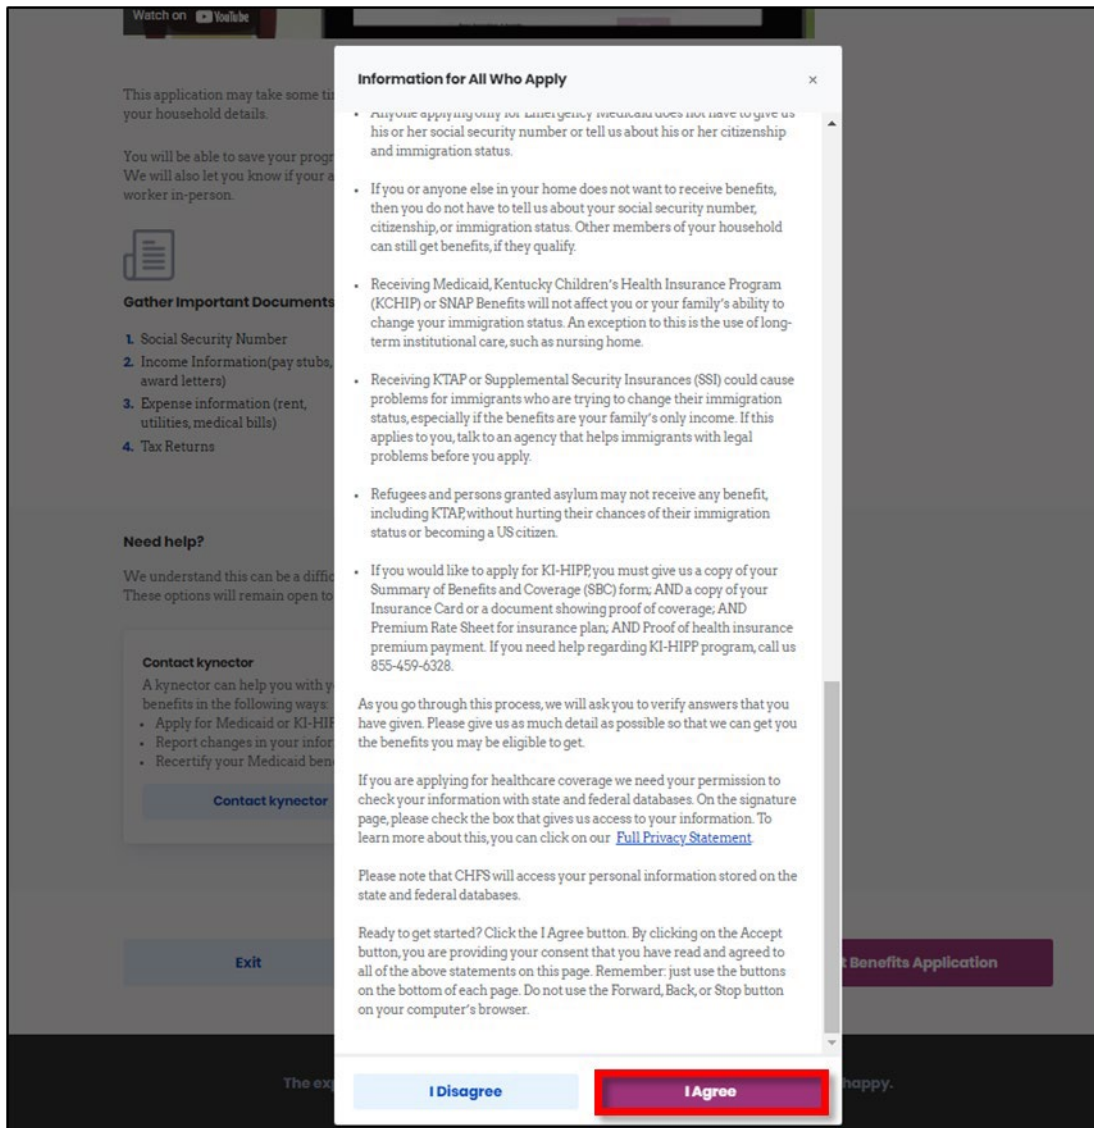 Watch on YouTube
This application may take some
your household details.
You will be able to save your
We will also let you know if your
worker in-person.
Gather Important Documents
1. Social Security Number
2. Income Information(pay stubs,
award letters)
3. Expense information (rent,
utilities, medical bills)
4. Tax Returns
Need help?
We understand this can be a
These options will remain open to
Contact kynector
A kynector can help you with
benefits in the following ways:
• Apply for Medicaid or
• Report changes in your
• Recertify your Medicaid
Contact kynector
Exit
Benefits Application
The
happy.
Information for All Who Apply ×
• Anyone applying only for Emergency Medicaid does not have to give us
his or her social security number or tell us about his or her citizenship
and immigration status.
• If you or anyone else in your home does not want to receive benefits,
then you do not have to tell us about your social security number,
citizenship, or immigration status. Other members of your household
can still get benefits, if they qualify.
• Receiving Medicaid, Kentucky Children's Health Insurance Program
(KCHIP) or SNAP Benefits will not affect you or your family's ability to
change your immigration status. An exception to this is the use of long-
term institutional care, such as nursing home.
• Receiving KTAP or Supplemental Security Insurances (SSI) could cause
problems for immigrants who are trying to change their immigration
status, especially if the benefits are your family's only income. If this
applies to you, talk to an agency that helps immigrants with legal
problems before you apply.
• Refugees and persons granted asylum may not receive any benefit,
including KTAP, without hurting their chances of their immigration
status or becoming a US citizen.
• If you would like to apply for KI-HIPP, you must give us a copy of your
Summary of Benefits and Coverage (SBC) form; AND a copy of your
Insurance Card or a document showing proof of coverage; AND
Premium Rate Sheet for insurance plan; AND Proof of health insurance
premium payment. If you need help regarding KI-HIPP program, call us
855-459-6328.
As you go through this process, we will ask you to verify answers that you
have given. Please give us as much detail as possible so that we can get you
the benefits you may be eligible to get.
If you are applying for healthcare coverage we need your permission to
check your information with state and federal databases. On the signature
page, please check the box that gives us access to your information. To
learn more about this, you can click on our Full Privacy Statement.
Please note that CHFS will access your personal information stored on the
state and federal databases.
Ready to get started? Click the I Agree button. By clicking on the Accept
button, you are providing your consent that you have read and agreed to
all of the above statements on this page. Remember: just use the buttons
on the bottom of each page. Do not use the Forward, Back, or Stop button
on your computer's browser.
I Disagree
I Agree